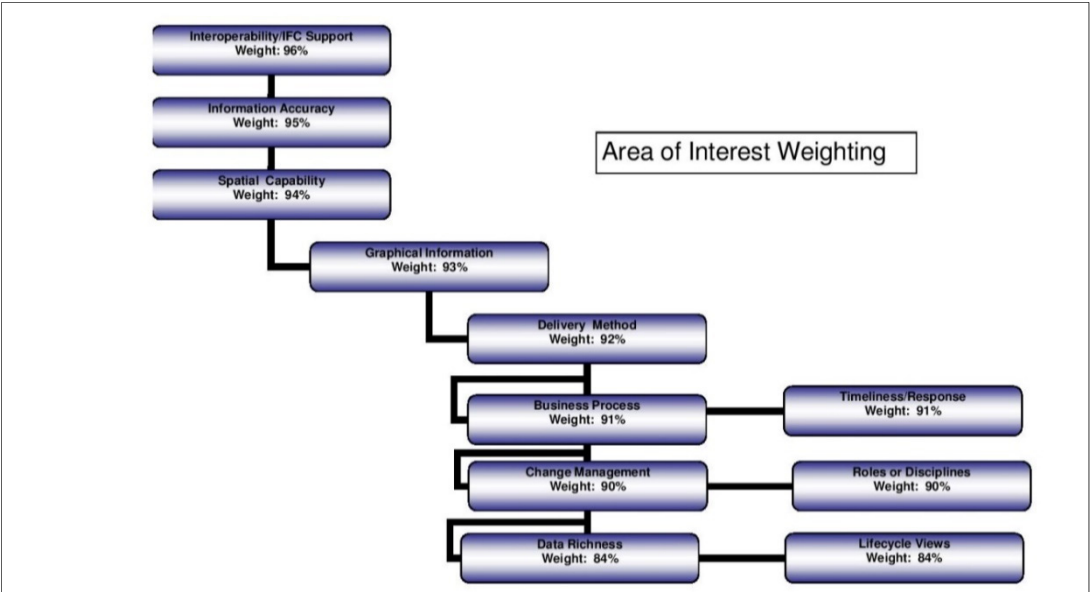 Interoperability/IFC Support
Weight: 96%
Information Accuracy
Weight: 95%
Area of Interest Weighting
Spatial Capability
Weight: 94%
Graphical Information
Weight: 93%
Delivery Method
Weight: 92%
Business Process
Weight: 91%
Timeliness/Response
Weight: 91%
Change Management
Weight: 90%
Roles or Disciplines
Weight: 90%
Data Richness
Weight: 84%
Lifecycle Views
Weight: 84%